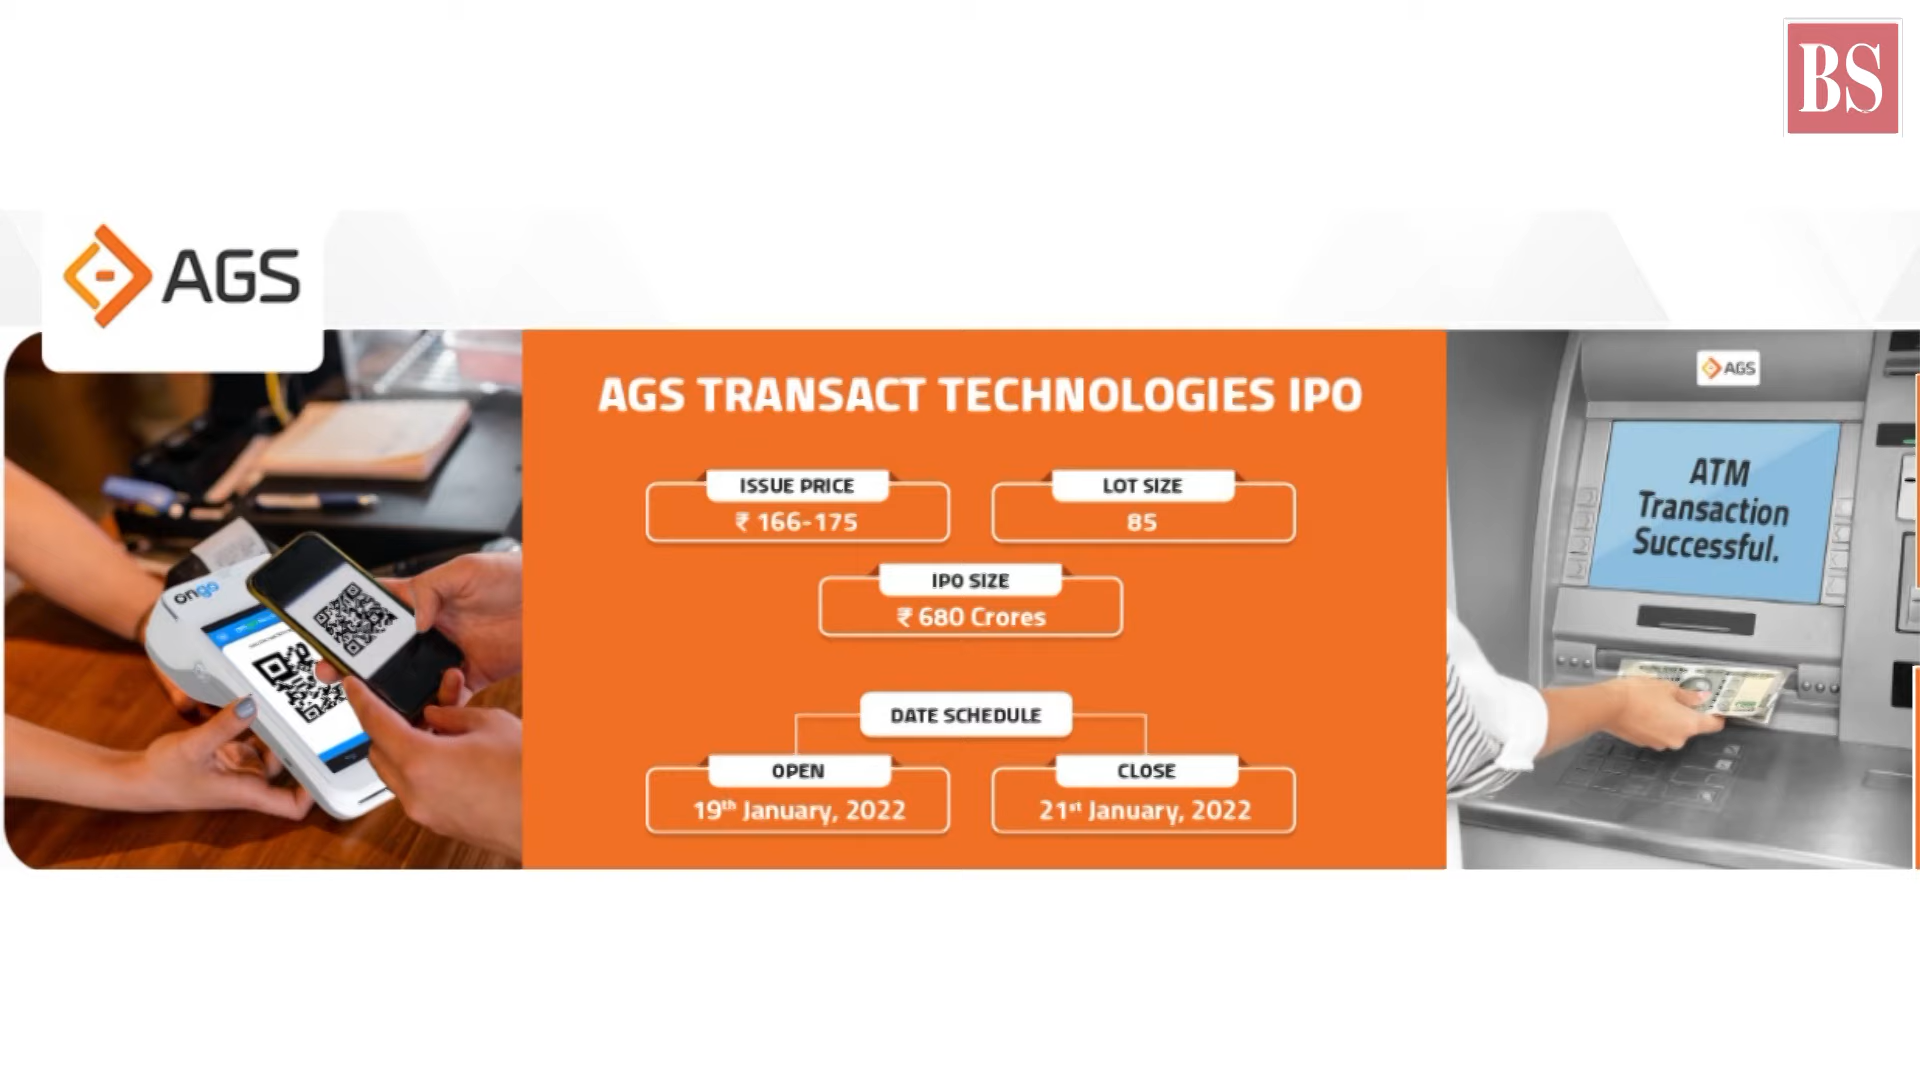 BS
AGS
AGS TRANSACT TECHNOLOGIES IPO
ISSUE PRICE
₹ 166-175
LOT SIZE
85
IPO SIZE
₹ 680 Crores
DATE SCHEDULE
OPEN
19th January, 2022
CLOSE
21st January, 2022
ongo
AGS
ATM
Transaction
Successful.